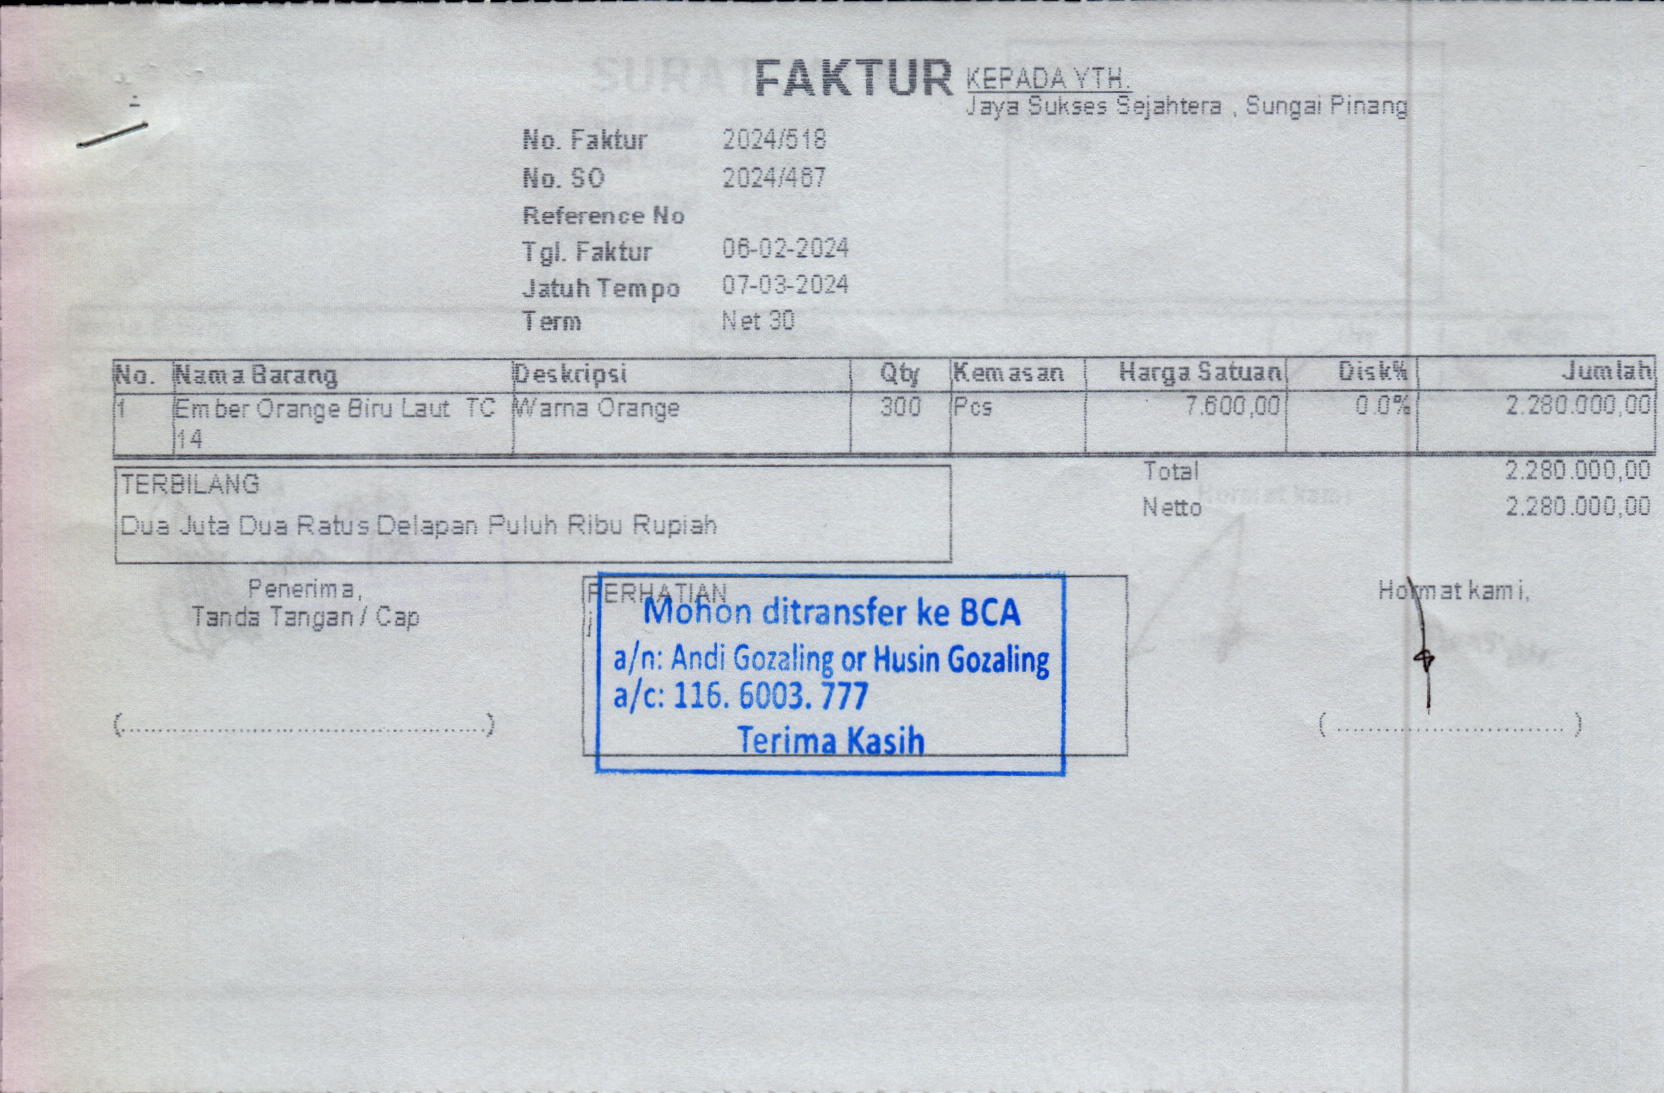 FAKTUR
KEPADA YTH.
Jaya Sukses Sejahtera , Sungai Pinang
No. Faktur 2024/518
No. SO 2024/467
Reference No
Tgl. Faktur 06-02-2024
Jatuh Tempo 07-03-2024
Term Net 30
No. Nama Barang Deskripsi Qty Kemasan Harga Satuan Disk% Jumlah
1 Ember Orange Biru Laut TC Warna Orange 300 Pcs 7.600,00 0.0% 2.280.000,00
14
TERBILANG
Dua Juta Dua Ratus Delapan Puluh Ribu Rupiah
Total 2.280.000,00
Netto 2.280.000,00
Penerima,
Tanda Tangan / Cap
(................................................)
PERHATIAN
Mohon ditransfer ke BCA
a/n: Andi Gozaling or Husin Gozaling
a/c: 116. 6003. 777
Terima Kasih
Hormat kami,
( .............................. )